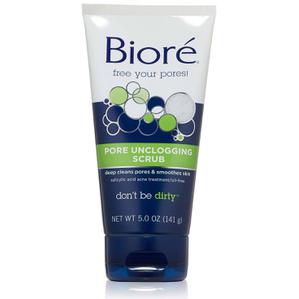 Bioré
free your pores!
PORE UNCLOGGING
SCRUB
deep cleans pores & smoothes skin
salicylic acid acne treatment/oil-free
don't be dirty™
NET WT 5.0 OZ (141 g)